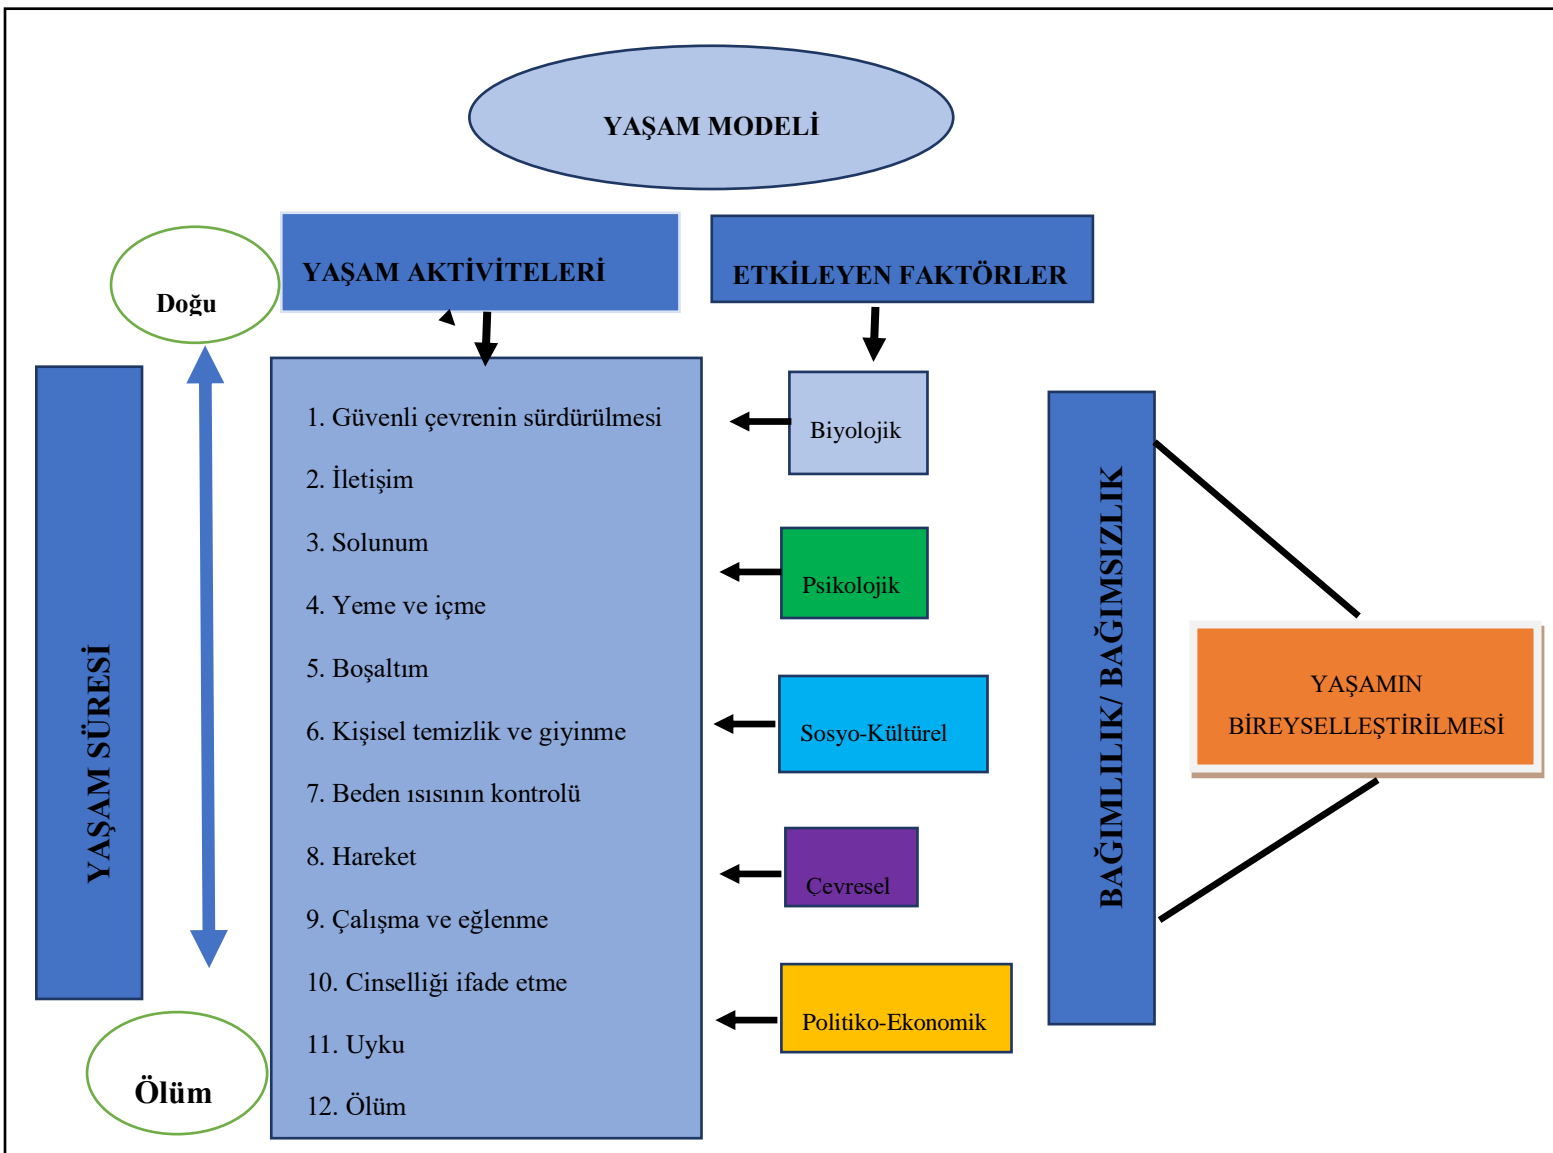 YAŞAM MODELİ
YAŞAM AKTİVİTELERİ
ETKİLEYEN FAKTÖRLER
Doğu
YAŞAM SÜRESİ
1. Güvenli çevrenin sürdürülmesi
2. İletişim
3. Solunum
4. Yeme ve içme
5. Boşaltım
6. Kişisel temizlik ve giyinme
7. Beden ısısının kontrolü
8. Hareket
9. Çalışma ve eğlenme
10. Cinselliği ifade etme
11. Uyku
12. Ölüm
Ölüm
Biyolojik
Psikolojik
Sosyo-Kültürel
Çevresel
Politiko-Ekonomik
BAĞIMLILIK/ BAĞIMSIZLIK
YAŞAMIN
BİREYSELLEŞTİRİLMESİ